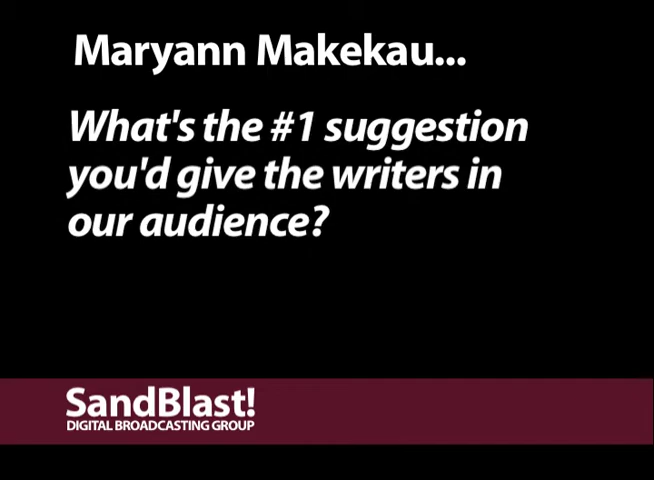 Maryann Makekau...
What's the #1 suggestion
you'd give the writers in
our audience?
SandBlast!
DIGITAL BROADCASTING GROUP